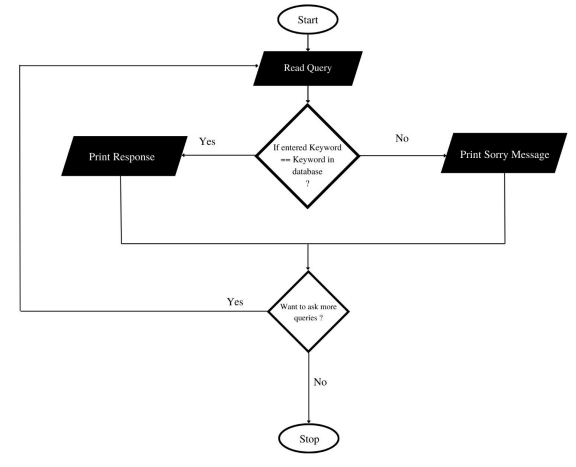 Start
Read Query
If entered Keyword
== Keyword in
database
?
Yes
No
Print Response
Print Sorry Message
Want to ask more
queries ?
Yes
No
Stop